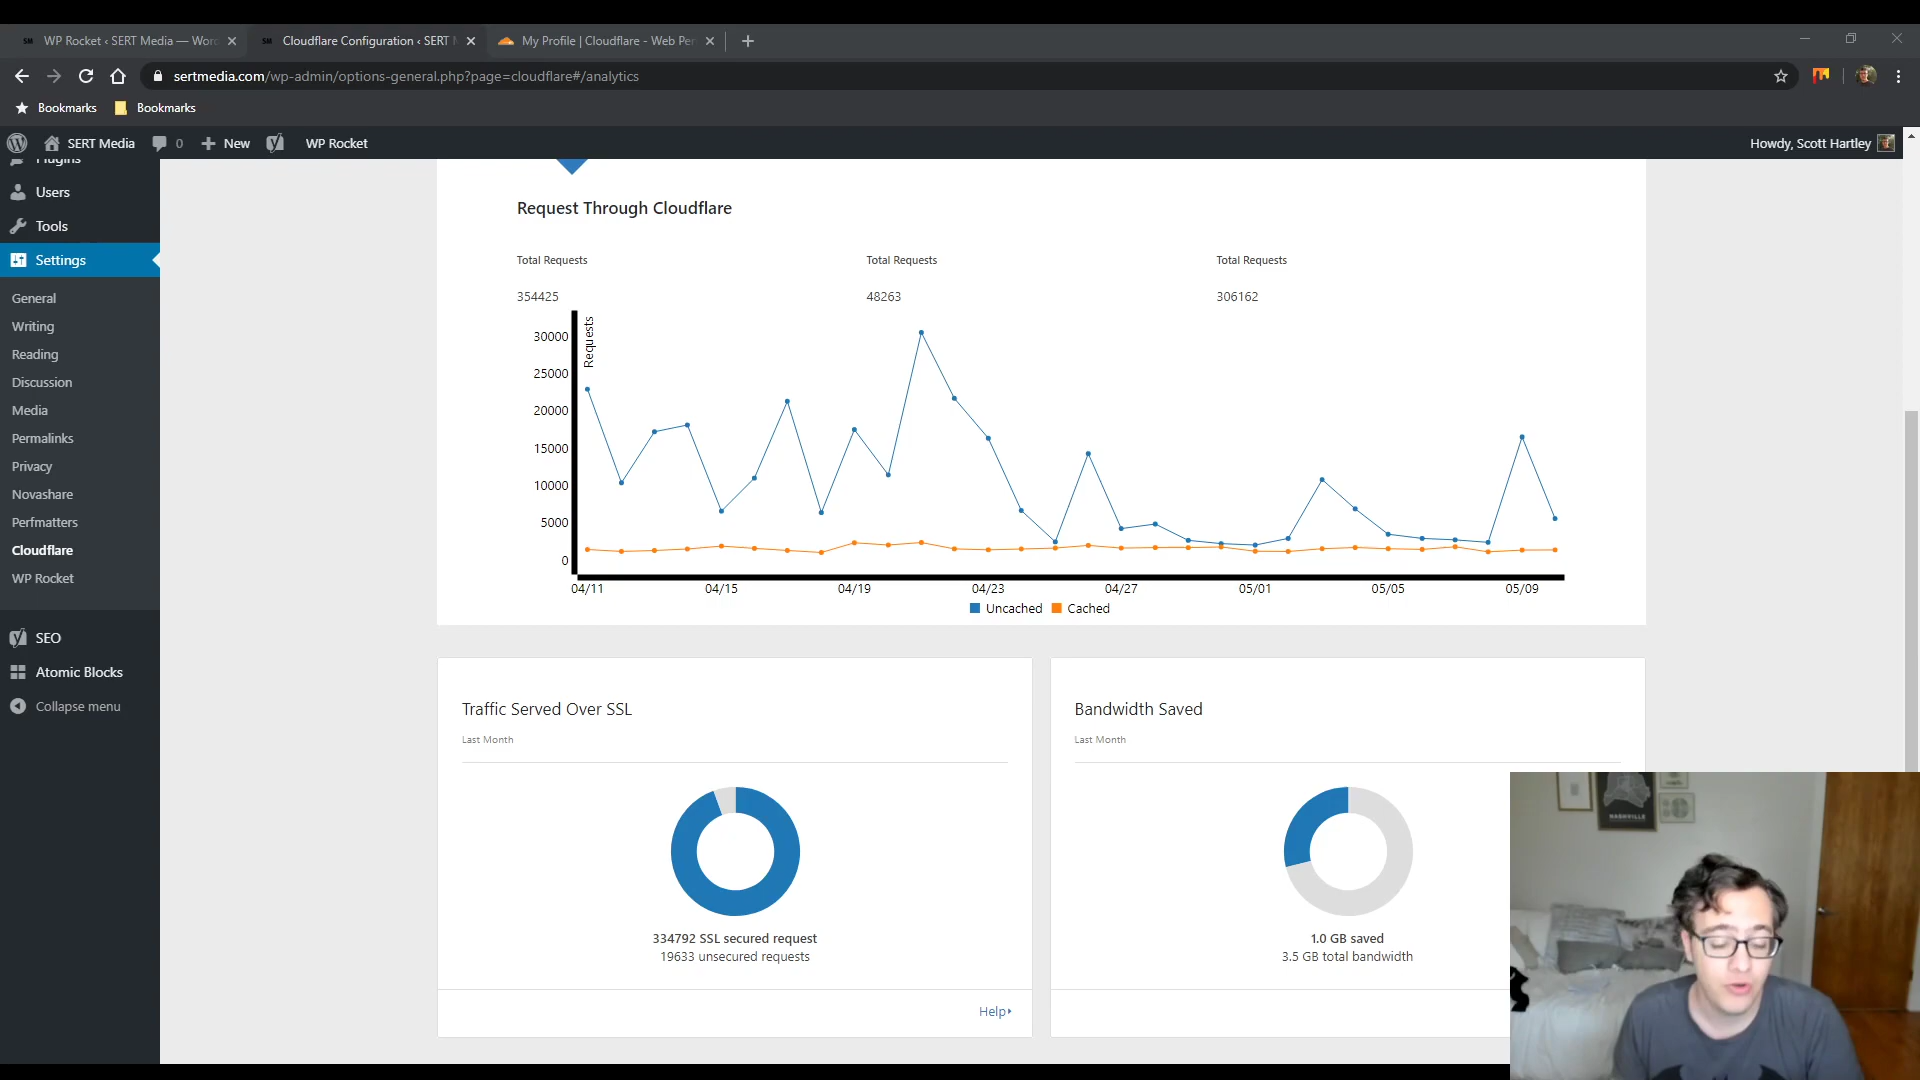 WP Rocket ‹ SERT Media — Wor
Cloudflare Configuration ‹ SERT M
My Profile | Cloudflare - Web Per
sertmedia.com/wp-admin/options-general.php?page=cloudflare#/analytics
Bookmarks
Bookmarks
SERT Media
0
New
WP Rocket
Howdy, Scott Hartley
Plugins
Users
Tools
Settings
General
Writing
Reading
Discussion
Media
Permalinks
Privacy
Novashare
Perfmatters
Cloudflare
WP Rocket
SEO
Atomic Blocks
Collapse menu
Request Through Cloudflare
Total Requests
354425
Total Requests
48263
Total Requests
306162
Requests
30000
25000
20000
15000
10000
5000
0
04/11
04/15
04/19
04/23
04/27
05/01
05/05
05/09
Uncached
Cached
Traffic Served Over SSL
Last Month
334792 SSL secured request
19633 unsecured requests
Help
Bandwidth Saved
Last Month
1.0 GB saved
3.5 GB total bandwidth
NASHVILLE